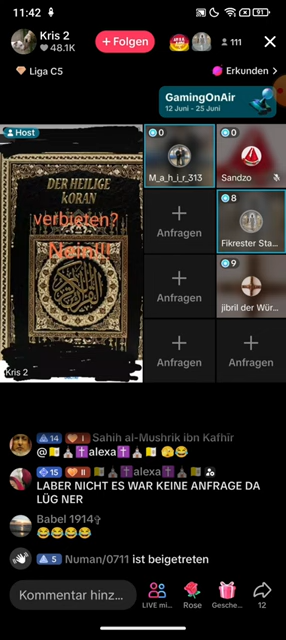 11:42
91
Kris 2
48.1K
+ Folgen
111
Liga C5
Erkunden >
GamingOnAir
12 Juni - 25 Juni
Host
DER HEILIGE
KORAN
verbieten?
Nein!!!
Kris 2
0
M_a_h_i_r_313
0
Sandzo
Anfragen
8
Fikrester Sta...
Anfragen
9
jibril der Wür...
Anfragen
Anfragen
14 I Sahih al-Mushrik ibn Kafhïr
@alexa
15 II alexa
LABER NICHT ES WAR KEINE ANFRAGE DA
LÜG NER
Babel 1914
5 Numan/0711 ist beigetreten
Kommentar hinz...
LIVE mi...
Rose
Gesche...
12